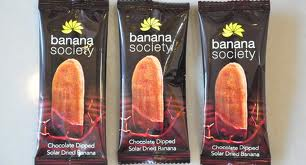 banana
society
Chocolate Dipped
Solar Dried Banana
banana
society
Chocolate Dipped
Solar Dried Banana
banana
society
Chocolate Dipped
Solar Dried Banana